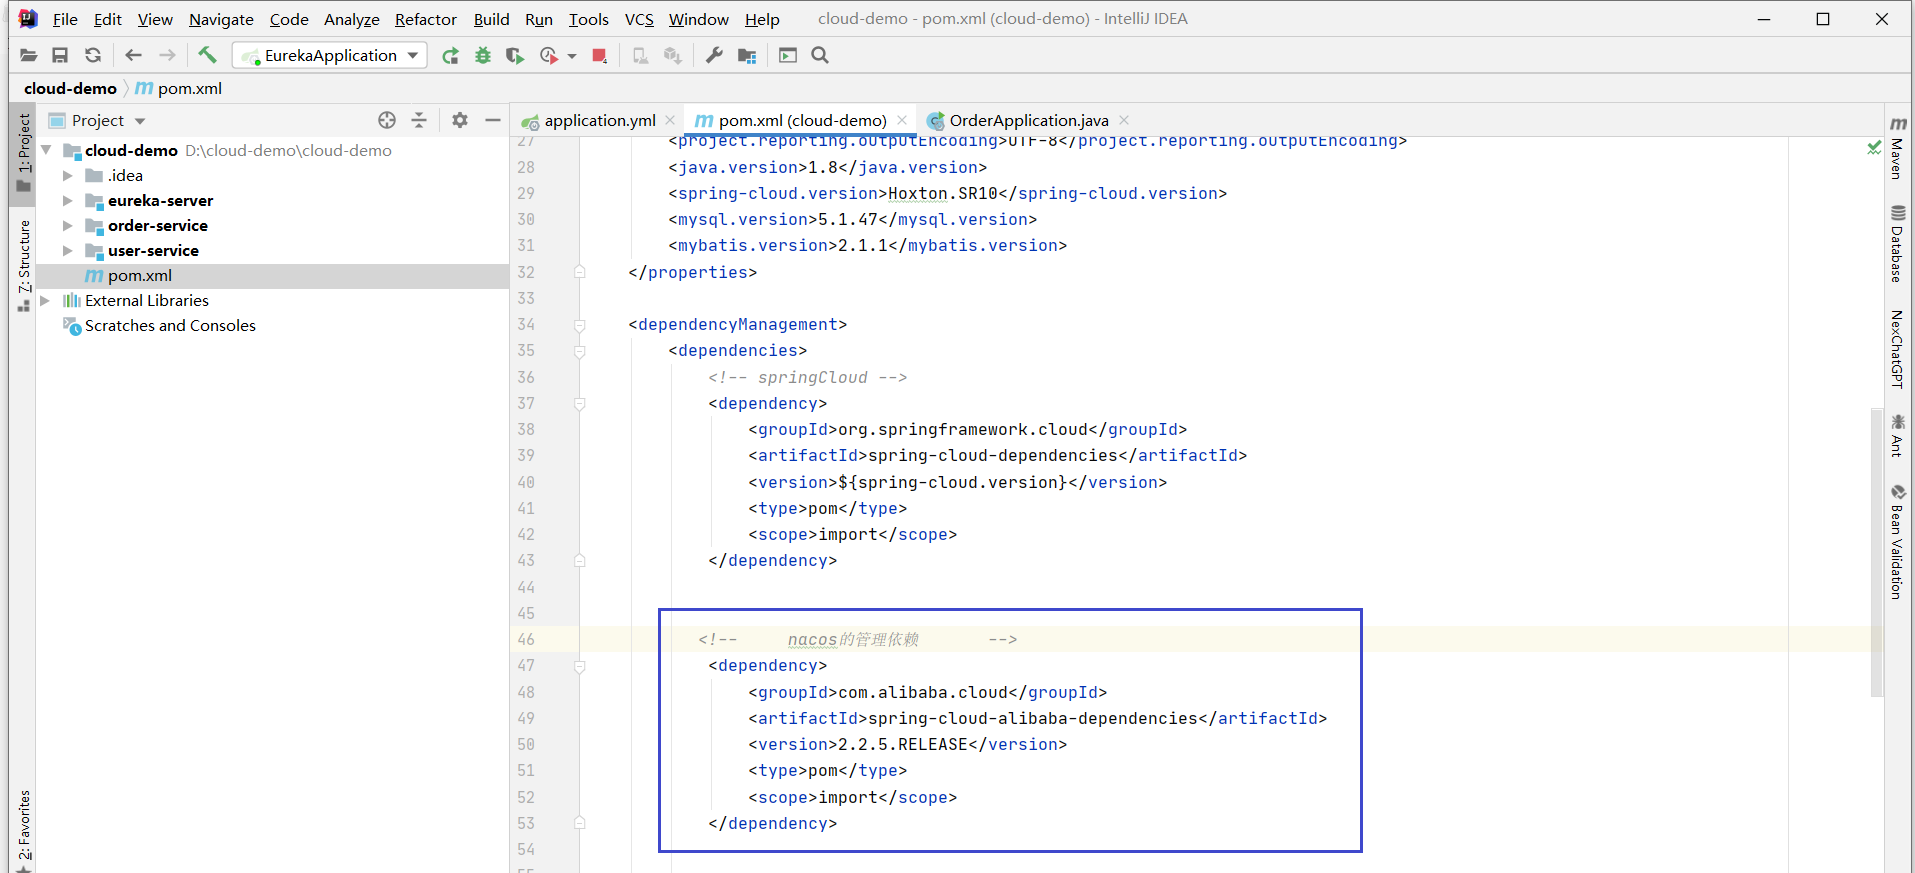 File Edit View Navigate Code Analyze Refactor Build Run Tools VCS Window Help cloud-demo - pom.xml (cloud-demo) - IntelliJ IDEA
EurekaApplication
cloud-demo pom.xml
Project
application.yml pom.xml (cloud-demo) OrderApplication.java
1: Project
7: Structure
2: Favorites
cloud-demo D:\cloud-demo\cloud-demo
.idea
eureka-server
order-service
user-service
pom.xml
External Libraries
Scratches and Consoles
27 <project.reporting.outputEncoding>UTF-8</project.reporting.outputEncoding>
28 <java.version>1.8</java.version>
29 <spring-cloud.version>Hoxton.SR10</spring-cloud.version>
30 <mysql.version>5.1.47</mysql.version>
31 <mybatis.version>2.1.1</mybatis.version>
32 </properties>
33
34 <dependencyManagement>
35 <dependencies>
36 <!-- springCloud -->
37 <dependency>
38 <groupId>org.springframework.cloud</groupId>
39 <artifactId>spring-cloud-dependencies</artifactId>
40 <version>${spring-cloud.version}</version>
41 <type>pom</type>
42 <scope>import</scope>
43 </dependency>
44
45
46 <!-- nacos的管理依赖 -->
47 <dependency>
48 <groupId>com.alibaba.cloud</groupId>
49 <artifactId>spring-cloud-alibaba-dependencies</artifactId>
50 <version>2.2.5.RELEASE</version>
51 <type>pom</type>
52 <scope>import</scope>
53 </dependency>
54
Maven
Database
NexChatGPT
Ant
Bean Validation